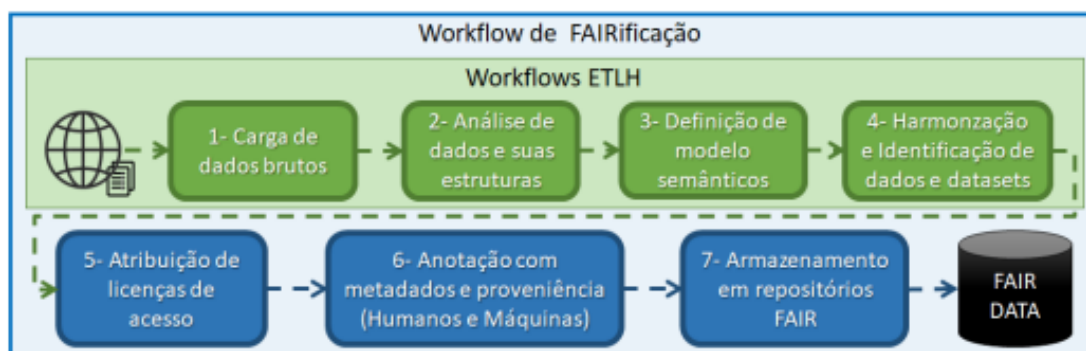 Workflow de FAIRificação
Workflows ETLH
1- Carga de
dados brutos
2- Análise de
dados e suas
estruturas
3- Definição de
modelo
semânticos
4- Harmonzação
e Identificação de
dados e datasets
5- Atribuição de
licenças de
acesso
6- Anotação com
metadados e proveniência
(Humanos e Máquinas)
7- Armazenamento
em repositórios
FAIR
FAIR
DATA